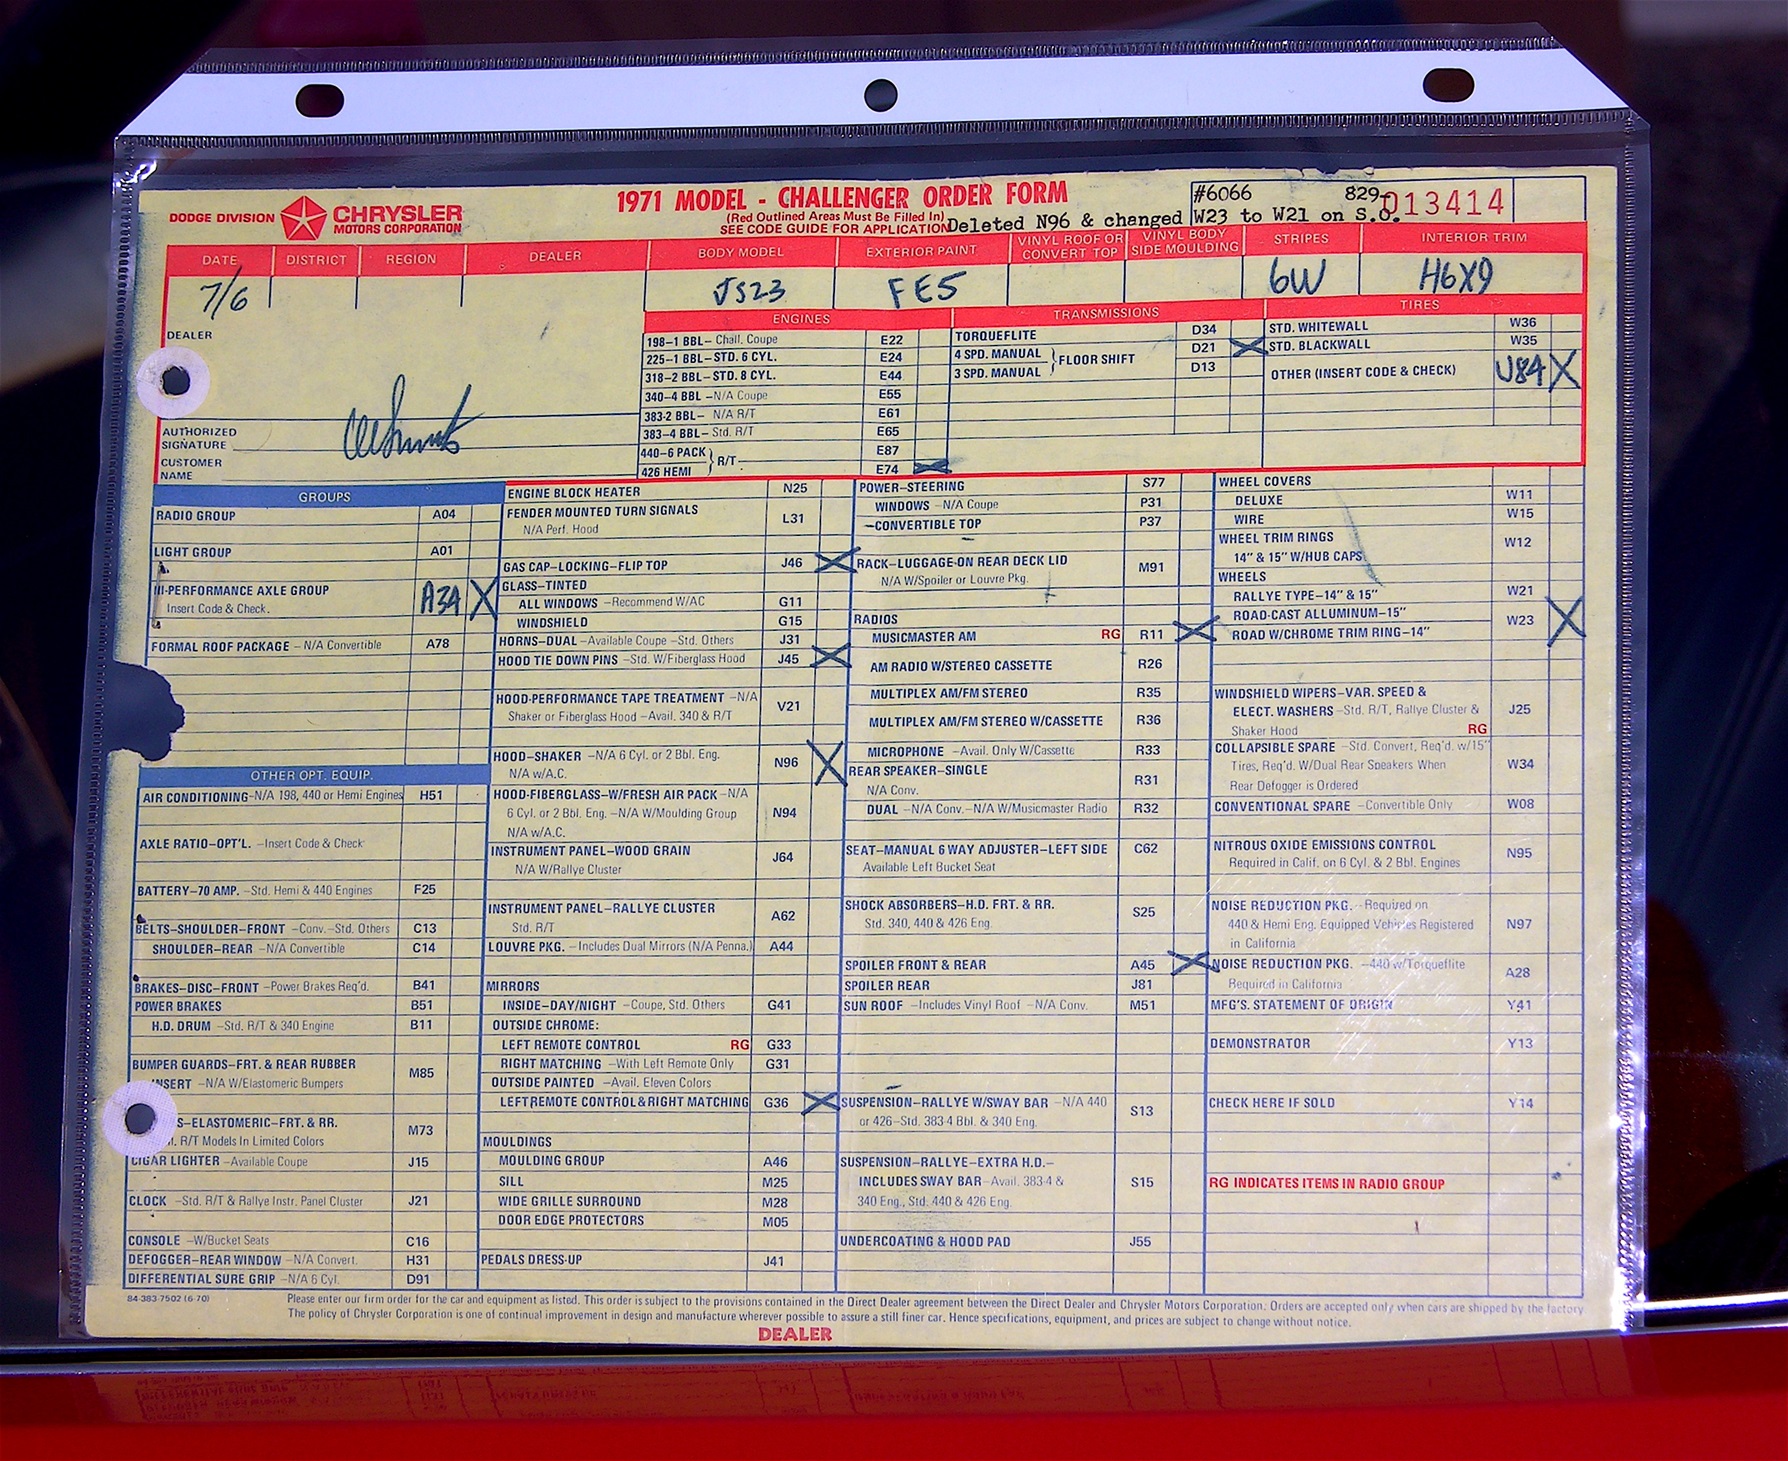 1971 MODEL - CHALLENGER ORDER FORM
(Red Outlined Areas Must Be Filled In)
SEE CODE GUIDE FOR APPLICATION
DODGE DIVISION CHRYSLER
MOTORS CORPORATION
#6066 829- 013414
Deleted N96 & changed W23 to W21 on S.O.
DATE DISTRICT REGION DEALER BODY MODEL EXTERIOR PAINT VINYL ROOF OR CONVERT TOP VINYL BODY SIDE MOULDING STRIPES INTERIOR TRIM
7/6 JS23 FE5 6W H6X9
DEALER
AUTHORIZED
SIGNATURE
CUSTOMER
NAME
ENGINES
198-1 BBL- Chall. Coupe E22
225-1 BBL-STD. 6 CYL. E24
318-2 BBL-STD. 8 CYL. E44
340-4 BBL -N/A Coupe E55
383-2 BBL- N/A R/T E61
383-4 BBL- Std. R/T E65
440-6 PACK E87
R/T
426 HEMI E74 X
TRANSMISSIONS
TORQUEFLITE D34
4 SPD. MANUAL D21 X
FLOOR SHIFT
3 SPD. MANUAL D13
TIRES
STD. WHITEWALL W36
STD. BLACKWALL W35
OTHER (INSERT CODE & CHECK) U84 X
GROUPS
RADIO GROUP A04
LIGHT GROUP A01
HI-PERFORMANCE AXLE GROUP A34 X
Insert Code & Check.
FORMAL ROOF PACKAGE - N/A Convertible A78
OTHER OPT. EQUIP.
AIR CONDITIONING-N/A 198, 440 or Hemi Engines H51
AXLE RATIO-OPT'L. -Insert Code & Check
BATTERY-70 AMP. -Std. Hemi & 440 Engines F25
BELTS-SHOULDER-FRONT -Conv.-Std. Others C13
SHOULDER-REAR -N/A Convertible C14
BRAKES-DISC-FRONT -Power Brakes Req'd. B41
POWER BRAKES B51
H.D. DRUM -Std. R/T & 340 Engine B11
BUMPER GUARDS-FRT. & REAR RUBBER M85
INSERT -N/A W/Elastomeric Bumpers
S-ELASTOMERIC-FRT. & RR. M73
R/T Models In Limited Colors
CIGAR LIGHTER -Available Coupe J15
CLOCK -Std. R/T & Rallye Instr. Panel Cluster J21
CONSOLE -W/Bucket Seats C16
DEFOGGER-REAR WINDOW -N/A Convert. H31
DIFFERENTIAL SURE GRIP -N/A 6 Cyl. D91
ENGINE BLOCK HEATER N25
FENDER MOUNTED TURN SIGNALS L31
N/A Perf. Hood
GAS CAP-LOCKING-FLIP TOP J46 X
GLASS-TINTED
ALL WINDOWS -Recommend W/AC G11
WINDSHIELD G15
HORNS-DUAL -Available Coupe -Std. Others J31
HOOD TIE DOWN PINS -Std. W/Fiberglass Hood J45 X
HOOD-PERFORMANCE TAPE TREATMENT -N/A V21
Shaker or Fiberglass Hood -Avail. 340 & R/T
HOOD-SHAKER -N/A 6 Cyl. or 2 Bbl. Eng. N96 X
N/A w/A.C.
HOOD-FIBERGLASS-W/FRESH AIR PACK -N/A N94
6 Cyl. or 2 Bbl. Eng. -N/A W/Moulding Group
N/A w/A.C.
INSTRUMENT PANEL-WOOD GRAIN J64
N/A W/Rallye Cluster
INSTRUMENT PANEL-RALLYE CLUSTER A62
Std. R/T
LOUVRE PKG. -Includes Dual Mirrors (N/A Penna.) A44
MIRRORS
INSIDE-DAY/NIGHT -Coupe, Std. Others G41
OUTSIDE CHROME:
LEFT REMOTE CONTROL RG G33
RIGHT MATCHING -With Left Remote Only G31
OUTSIDE PAINTED -Avail. Eleven Colors
LEFT REMOTE CONTROL & RIGHT MATCHING G36 X
MOULDINGS
MOULDING GROUP A46
SILL M25
WIDE GRILLE SURROUND M28
DOOR EDGE PROTECTORS M05
PEDALS DRESS-UP J41
POWER-STEERING S77
WINDOWS -N/A Coupe P31
-CONVERTIBLE TOP P37
RACK-LUGGAGE-ON REAR DECK LID M91
N/A W/Spoiler or Louvre Pkg.
RADIOS
MUSICMASTER AM RG R11 X
AM RADIO W/STEREO CASSETTE R26
MULTIPLEX AM/FM STEREO R35
MULTIPLEX AM/FM STEREO W/CASSETTE R36
MICROPHONE -Avail. Only W/Cassette R33
REAR SPEAKER-SINGLE R31
N/A Conv.
DUAL -N/A Conv.-N/A W/Musicmaster Radio R32
SEAT-MANUAL 6 WAY ADJUSTER-LEFT SIDE C62
Available Left Bucket Seat
SHOCK ABSORBERS-H.D. FRT. & RR. S25
Std. 340, 440 & 426 Eng.
SPOILER FRONT & REAR A45 X
SPOILER REAR J81
SUN ROOF -Includes Vinyl Roof -N/A Conv. M51
SUSPENSION-RALLYE W/SWAY BAR -N/A 440 S13
or 426-Std. 383-4 Bbl. & 340 Eng.
SUSPENSION-RALLYE-EXTRA H.D.-
INCLUDES SWAY BAR-Avail. 383-4 & S15
340 Eng., Std. 440 & 426 Eng.
UNDERCOATING & HOOD PAD J55
WHEEL COVERS
DELUXE W11
WIRE W15
WHEEL TRIM RINGS W12
14" & 15" W/HUB CAPS
WHEELS
RALLYE TYPE-14" & 15" W21
ROAD-CAST ALLUMINUM-15" W23 X
ROAD W/CHROME TRIM RING-14"
WINDSHIELD WIPERS-VAR. SPEED &
ELECT. WASHERS -Std. R/T, Rallye Cluster & J25
Shaker Hood RG
COLLAPSIBLE SPARE -Std. Convert, Req'd. w/15"
Tires, Req'd. W/Dual Rear Speakers When W34
Rear Defogger is Ordered
CONVENTIONAL SPARE -Convertible Only W08
NITROUS OXIDE EMISSIONS CONTROL N95
Required in Calif. on 6 Cyl. & 2 Bbl. Engines
NOISE REDUCTION PKG. -Required on
440 & Hemi Eng. Equipped Vehicles Registered N97
in California
NOISE REDUCTION PKG. -440 w/Torqueflite A28
Required in California
MFG'S. STATEMENT OF ORIGIN Y41
DEMONSTRATOR Y13
CHECK HERE IF SOLD Y14
RG INDICATES ITEMS IN RADIO GROUP
84-383-7502 (6-70)
Please enter our firm order for the car and equipment as listed. This order is subject to the provisions contained in the Direct Dealer agreement between the Direct Dealer and Chrysler Motors Corporation. Orders are accepted only when cars are shipped by the factory.
The policy of Chrysler Corporation is one of continual improvement in design and manufacture wherever possible to assure a still finer car. Hence specifications, equipment, and prices are subject to change without notice.
DEALER